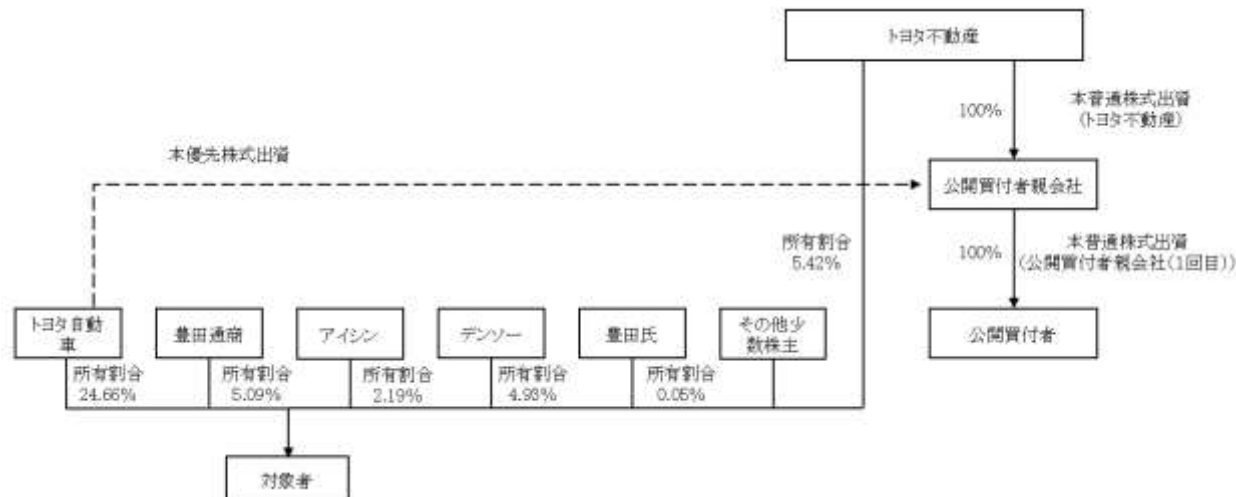 トヨタ不動産
100%
本普通株式出資
(トヨタ不動産)
本優先株式出資
公開買付者親会社
所有割合
5.42%
100%
本普通株式出資
(公開買付者親会社(1回目))
トヨタ自動
車
豊田通商
アイシン
デンソー
豊田氏
その他少
数株主
公開買付者
所有割合
24.66%
所有割合
5.09%
所有割合
2.19%
所有割合
4.93%
所有割合
0.05%
対象者